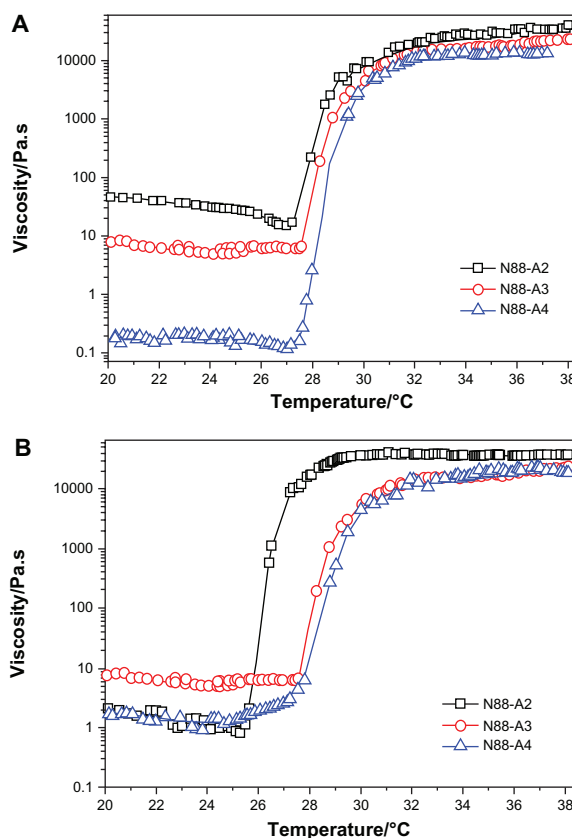 A
Viscosity/Pa.s
10000
1000
100
10
1
0.1
N88-A2
N88-A3
N88-A4
20 22 24 26 28 30 32 34 36 38
Temperature/°C
B
Viscosity/Pa.s
10000
1000
100
10
1
0.1
N88-A2
N88-A3
N88-A4
20 22 24 26 28 30 32 34 36 38
Temperature/°C